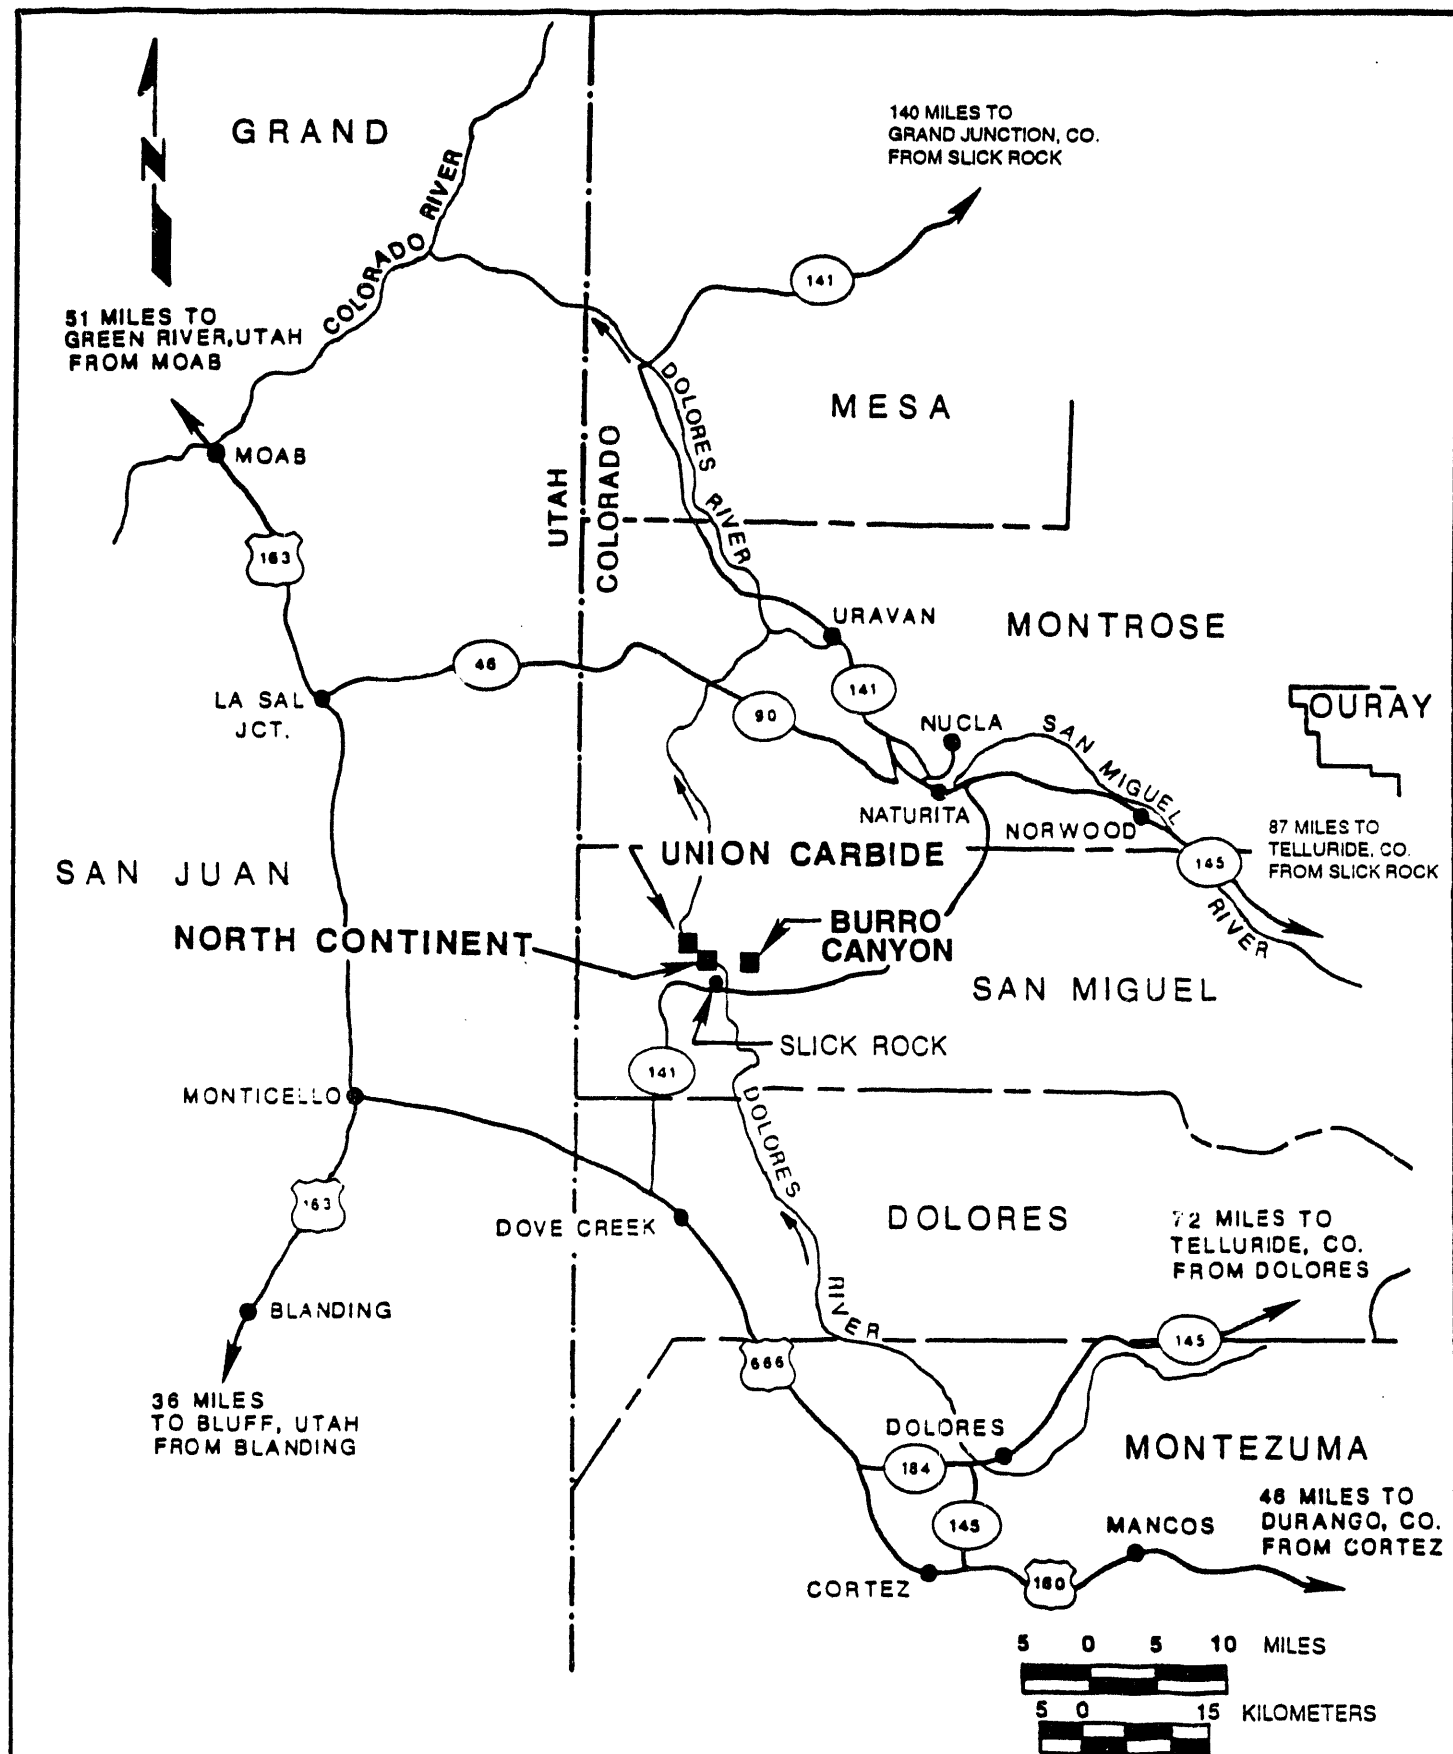 140 MILES TO
GRAND JUNCTION, CO.
FROM SLICK ROCK
GRAND
N
COLORADO RIVER
141
51 MILES TO
GREEN RIVER, UTAH
FROM MOAB
DOLORES
RIVER
MESA
MOAB
UTAH
COLORADO
163
URAVAN
MONTROSE
46
LA SAL
JCT.
141
90
NUCLA
SAN MIGUEL
RIVER
OURAY
NATURITA
NORWOOD
87 MILES TO
TELLURIDE, CO.
FROM SLICK ROCK
145
UNION CARBIDE
SAN JUAN
NORTH CONTINENT
BURRO
CANYON
SAN MIGUEL
SLICK ROCK
141
MONTICELLO
DOLORES
RIVER
163
DOVE CREEK
DOLORES
72 MILES TO
TELLURIDE, CO.
FROM DOLORES
BLANDING
145
666
36 MILES
TO BLUFF, UTAH
FROM BLANDING
DOLORES
184
MONTEZUMA
145
46 MILES TO
DURANGO, CO.
FROM CORTEZ
MANCOS
CORTEZ
160
5 0 5 10 MILES
5 0 15 KILOMETERS